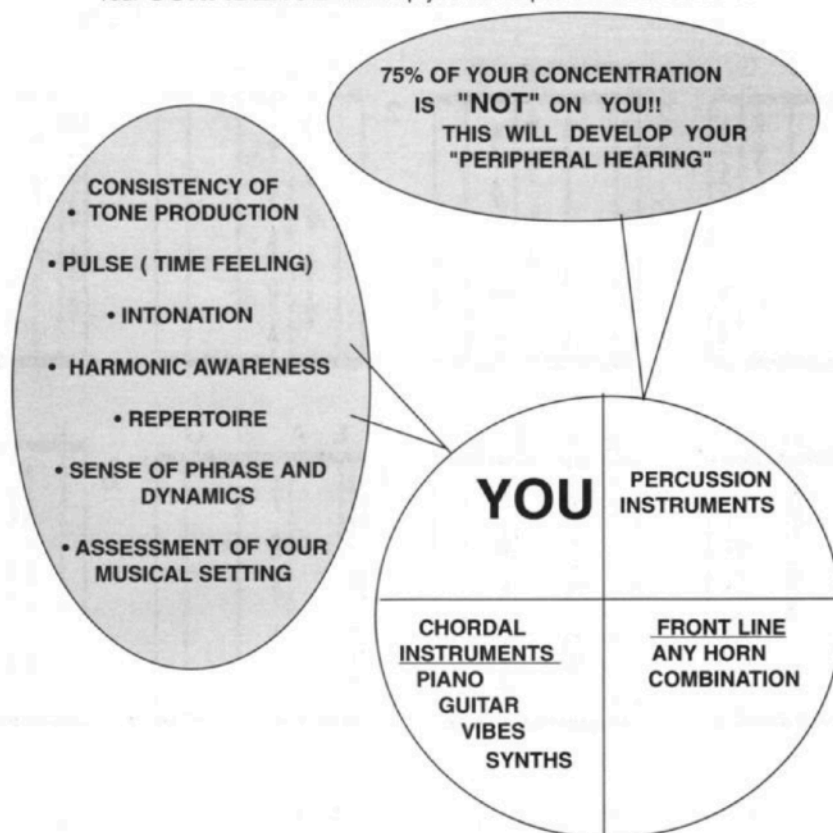 75% OF YOUR CONCENTRATION
IS "NOT" ON YOU!!
THIS WILL DEVELOP YOUR
"PERIPHERAL HEARING"
CONSISTENCY OF
• TONE PRODUCTION
• PULSE ( TIME FEELING)
• INTONATION
• HARMONIC AWARENESS
• REPERTOIRE
• SENSE OF PHRASE AND
DYNAMICS
• ASSESSMENT OF YOUR
MUSICAL SETTING
YOU
PERCUSSION
INSTRUMENTS
CHORDAL
INSTRUMENTS
PIANO
GUITAR
VIBES
SYNTHS
FRONT LINE
ANY HORN
COMBINATION